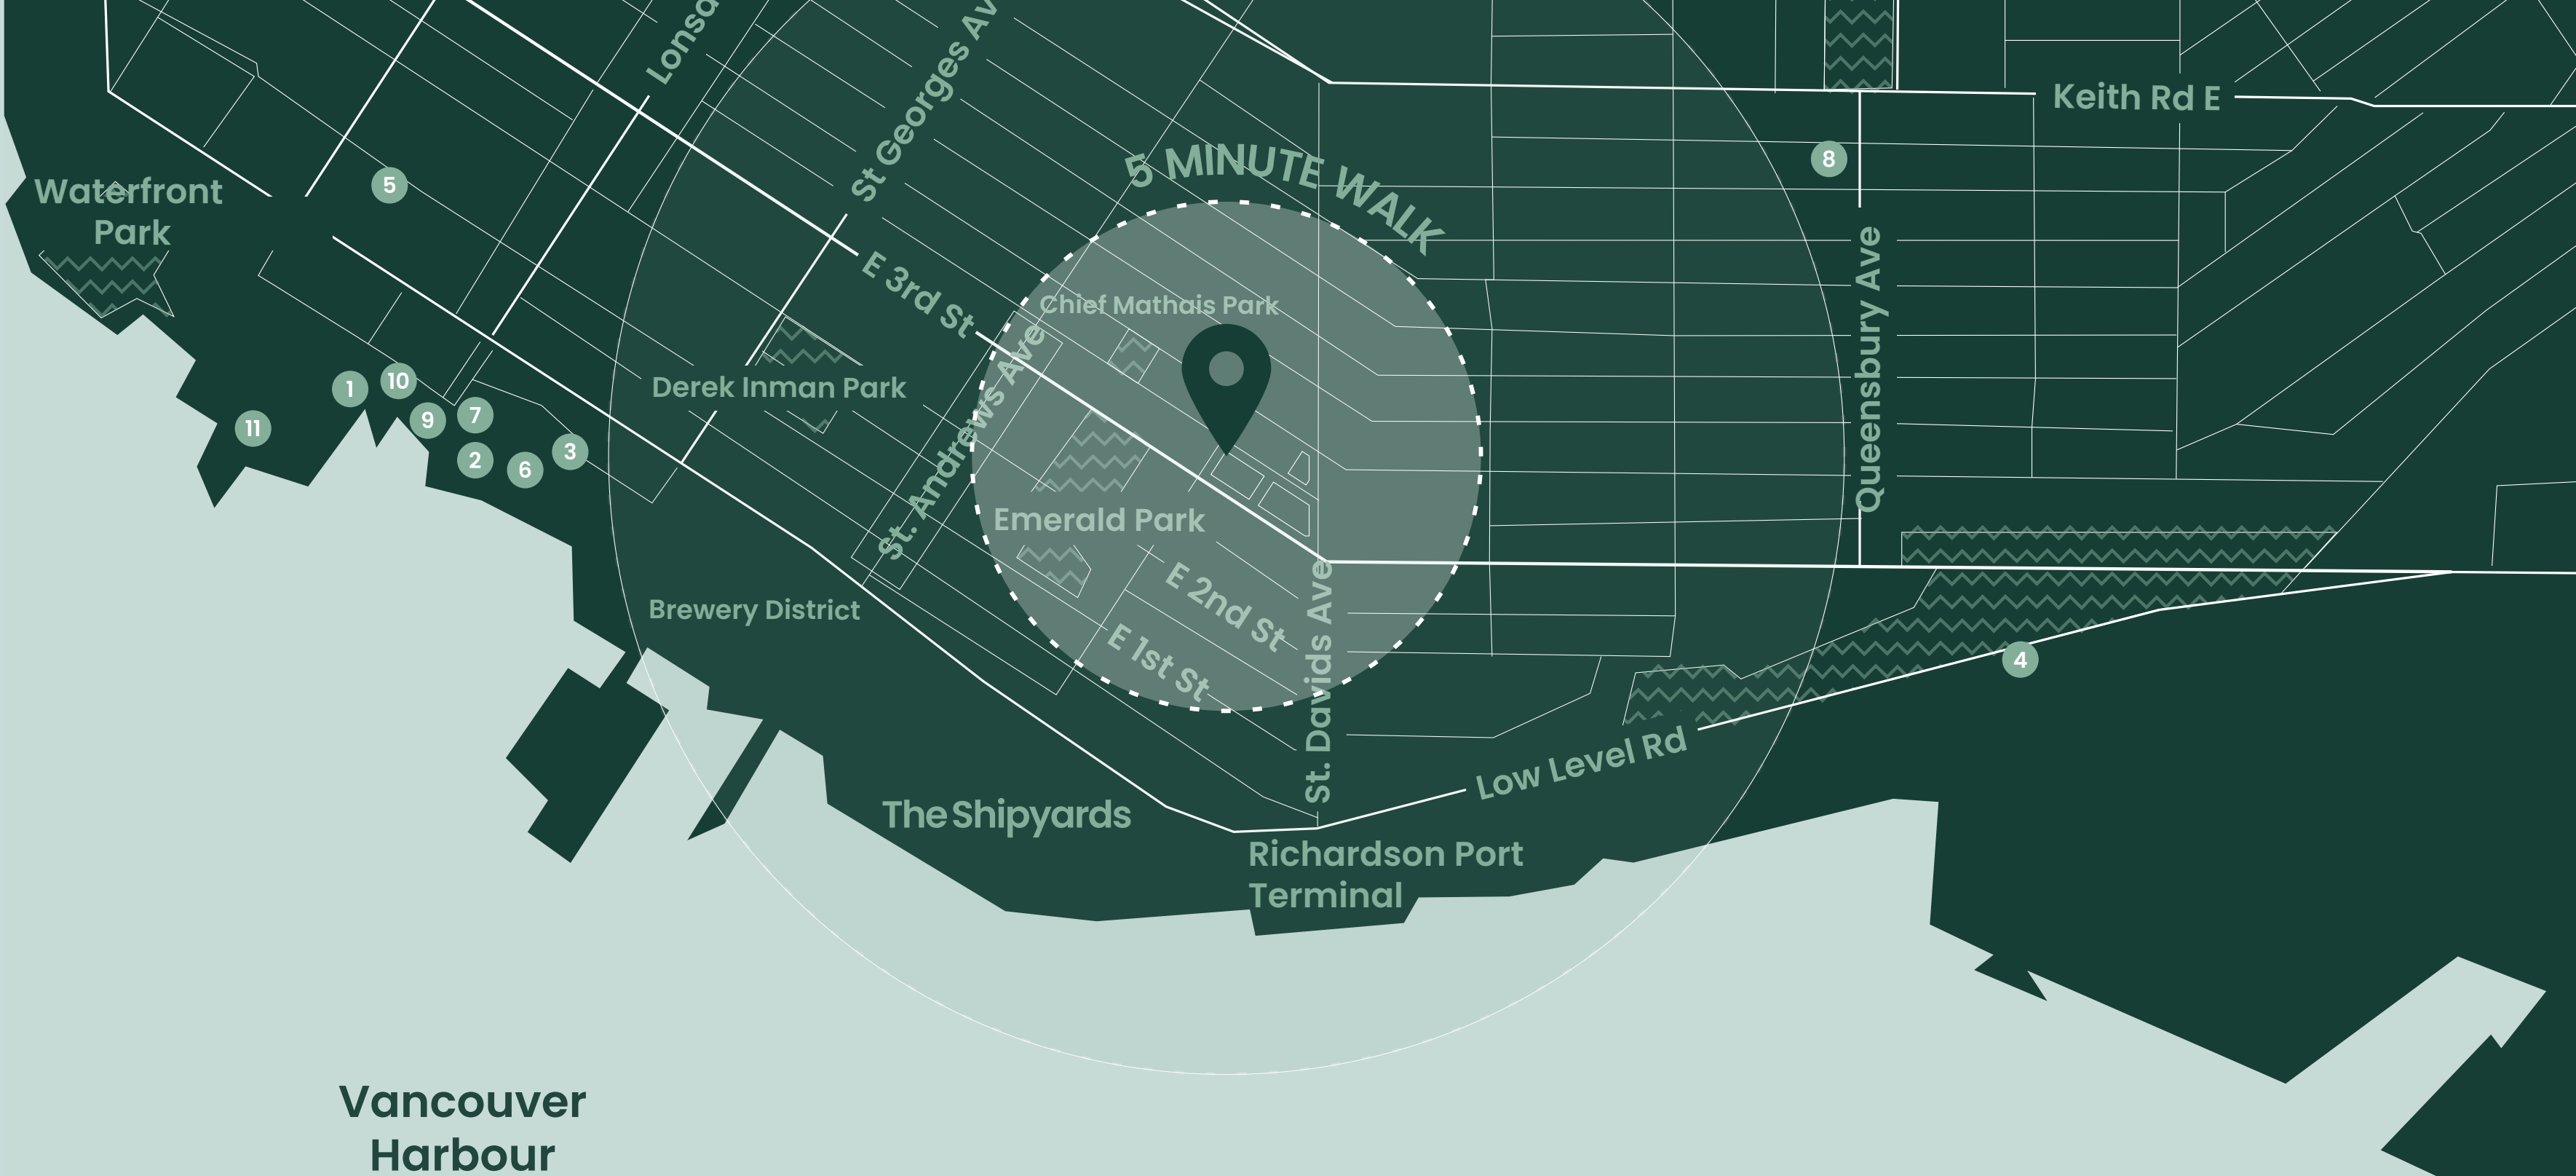 Lonsd
St Georges Av
Keith Rd E
5 MINUTE WALK
8
5
Waterfront
Park
E 3rd St
Chief Mathais Park
Queensbury Ave
St. Andrews Ave
Derek Inman Park
1
10
9
7
11
2
6
3
Emerald Park
E 2nd St
E 1st St
St. Davids Ave
Brewery District
4
Low Level Rd
The Shipyards
Richardson Port
Terminal
Vancouver
Harbour